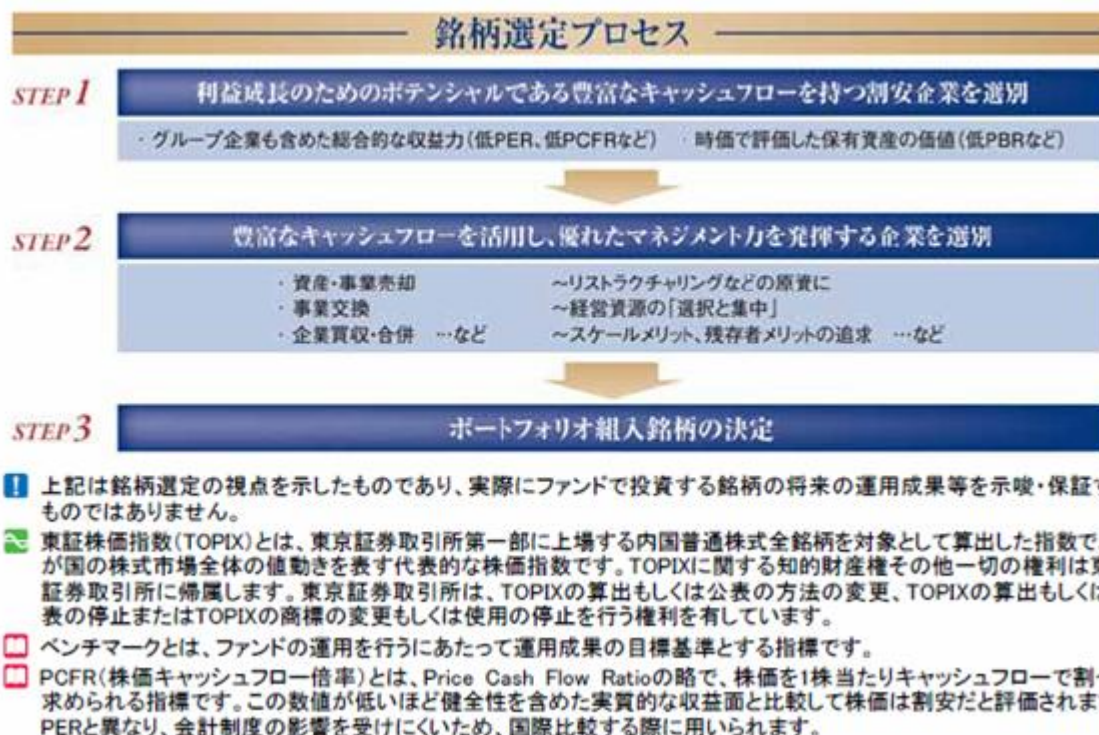 銘柄選定プロセス
STEP 1
利益成長のためのポテンシャルである豊富なキャッシュフローを持つ割安企業を選別
・グループ企業も含めた総合的な収益力(低PER、低PCFRなど) ・時価で評価した保有資産の価値(低PBRなど)
STEP 2
豊富なキャッシュフローを活用し、優れたマネジメント力を発揮する企業を選別
・資産・事業売却 ～リストラクチャリングなどの原資に
・事業交換 ～経営資源の「選択と集中」
・企業買収・合併 …など ～スケールメリット、残存者メリットの追求 …など
STEP 3
ポートフォリオ組入銘柄の決定
上記は銘柄選定の視点を示したものであり、実際にファンドで投資する銘柄の将来の運用成果等を示唆・保証す
ものではありません。
東証株価指数(TOPIX)とは、東京証券取引所第一部に上場する内国普通株式全銘柄を対象として算出した指数で
が国の株式市場全体の値動きを表す代表的な株価指数です。TOPIXに関する知的財産権その他一切の権利は
証券取引所に帰属します。東京証券取引所は、TOPIXの算出もしくは公表の方法の変更、TOPIXの算出もしくは
表の停止またはTOPIXの商標の変更もしくは使用の停止を行う権利を有しています。
ベンチマークとは、ファンドの運用を行うにあたって運用成果の目標基準とする指標です。
PCFR(株価キャッシュフロー倍率)とは、Price Cash Flow Ratioの略で、株価を1株当たりキャッシュフローで割っ
求められる指標です。この数値が低いほど健全性を含めた実質的な収益面と比較して株価は割安だと評価されま
PERと異なり、会計制度の影響を受けにくいため、国際比較する際に用いられます。